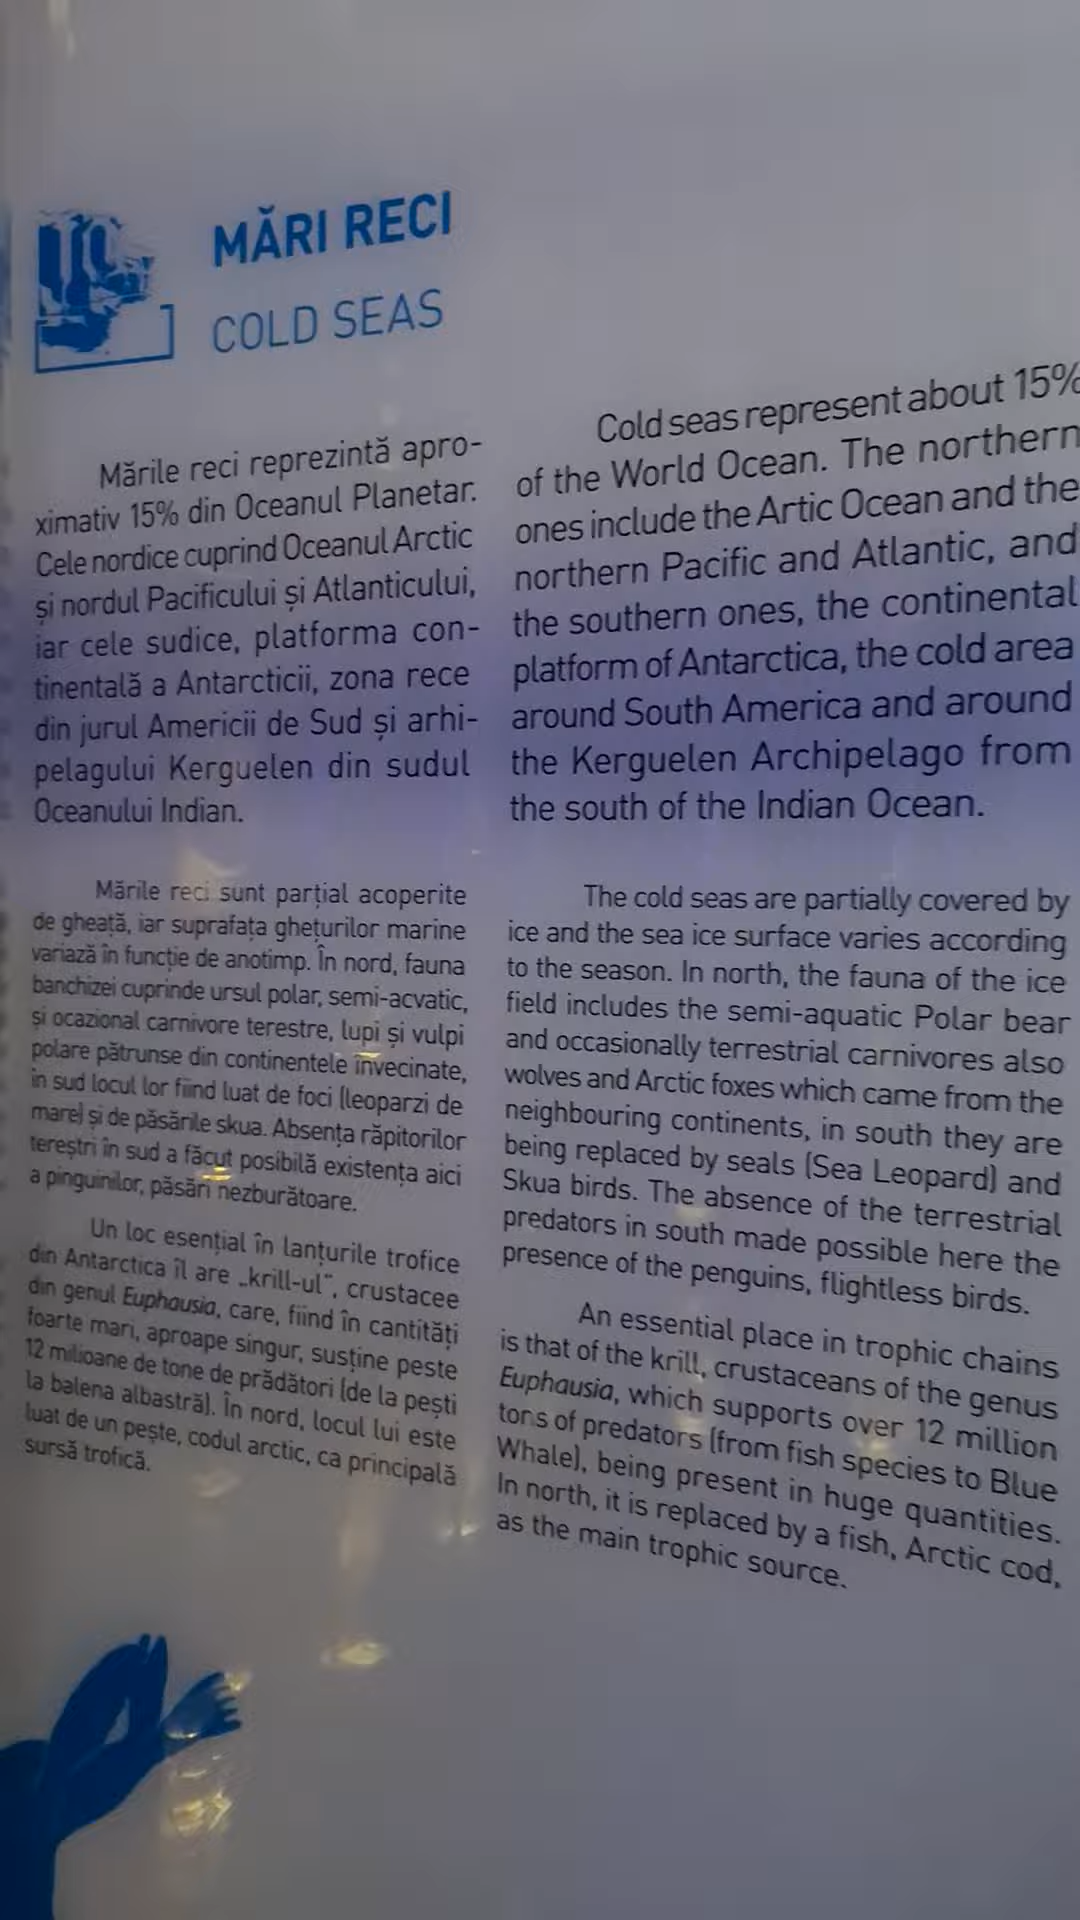 MĂRI RECI
COLD SEAS
Mările reci reprezintă apro-
ximativ 15% din Oceanul Planetar.
Cele nordice cuprind Oceanul Arctic
și nordul Pacificului și Atlanticului,
iar cele sudice, platforma con-
tinentală a Antarcticii, zona rece
din jurul Americii de Sud și arhi-
pelagului Kerguelen din sudul
Oceanului Indian.
Mările reci sunt parțial acoperite
de gheață, iar suprafața ghețurilor marine
variază în funcție de anotimp. În nord, fauna
banchizei cuprinde ursul polar, semi-acvatic,
și ocazional carnivore terestre, lupi și vulpi
polare pătrunse din continentele învecinate,
în sud locul lor fiind luat de foci (leoparzi de
mare) și de păsările skua. Absența răpitorilor
tereștri în sud a făcut posibilă existența aici
a pinguinilor, păsări nezburătoare.
Un loc esențial în lanțurile trofice
din Antarctica îl are „krill-ul”, crustacee
din genul Euphausia, care, fiind în cantități
foarte mari, aproape singur, susține peste
12 milioane de tone de prădători (de la pești
la balena albastră). În nord, locul lui este
luat de un pește, codul arctic, ca principală
sursă trofică.
Cold seas represent about 15%
of the World Ocean. The northern
ones include the Artic Ocean and the
northern Pacific and Atlantic, and
the southern ones, the continental
platform of Antarctica, the cold area
around South America and around
the Kerguelen Archipelago from
the south of the Indian Ocean.
The cold seas are partially covered by
ice and the sea ice surface varies according
to the season. In north, the fauna of the ice
field includes the semi-aquatic Polar bear
and occasionally terrestrial carnivores also
wolves and Arctic foxes which came from the
neighbouring continents, in south they are
being replaced by seals (Sea Leopard) and
Skua birds. The absence of the terrestrial
predators in south made possible here the
presence of the penguins, flightless birds.
An essential place in trophic chains
is that of the krill, crustaceans of the genus
Euphausia, which supports over 12 million
tons of predators (from fish species to Blue
Whale), being present in huge quantities.
In north, it is replaced by a fish, Arctic cod,
as the main trophic source.